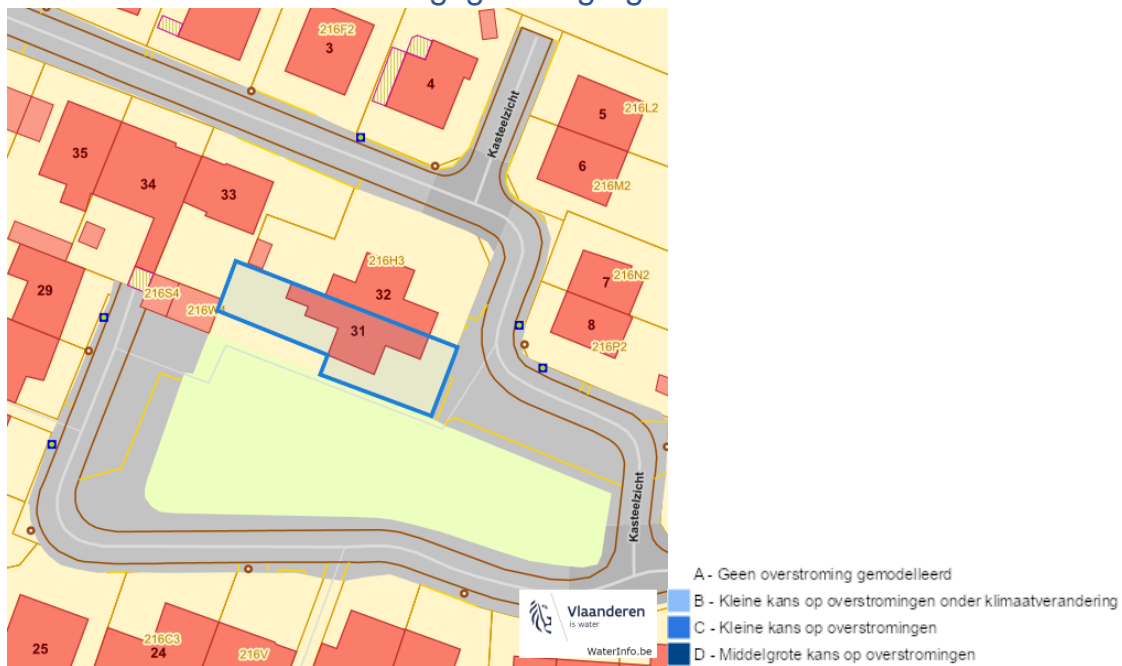 216F2
3
4
Kasteelzicht
5
216L2
6
216M2
35
34
33
216H3
32
7
216N2
29
216S4
31
8
216P2
Kasteelzicht
Vlaanderen
is water
WaterInfo.be
25
216C3
24
216V
A - Geen overstroming gemodelleerd
B - Kleine kans op overstromingen onder klimaatverandering
C - Kleine kans op overstromingen
D - Middelgrote kans op overstromingen